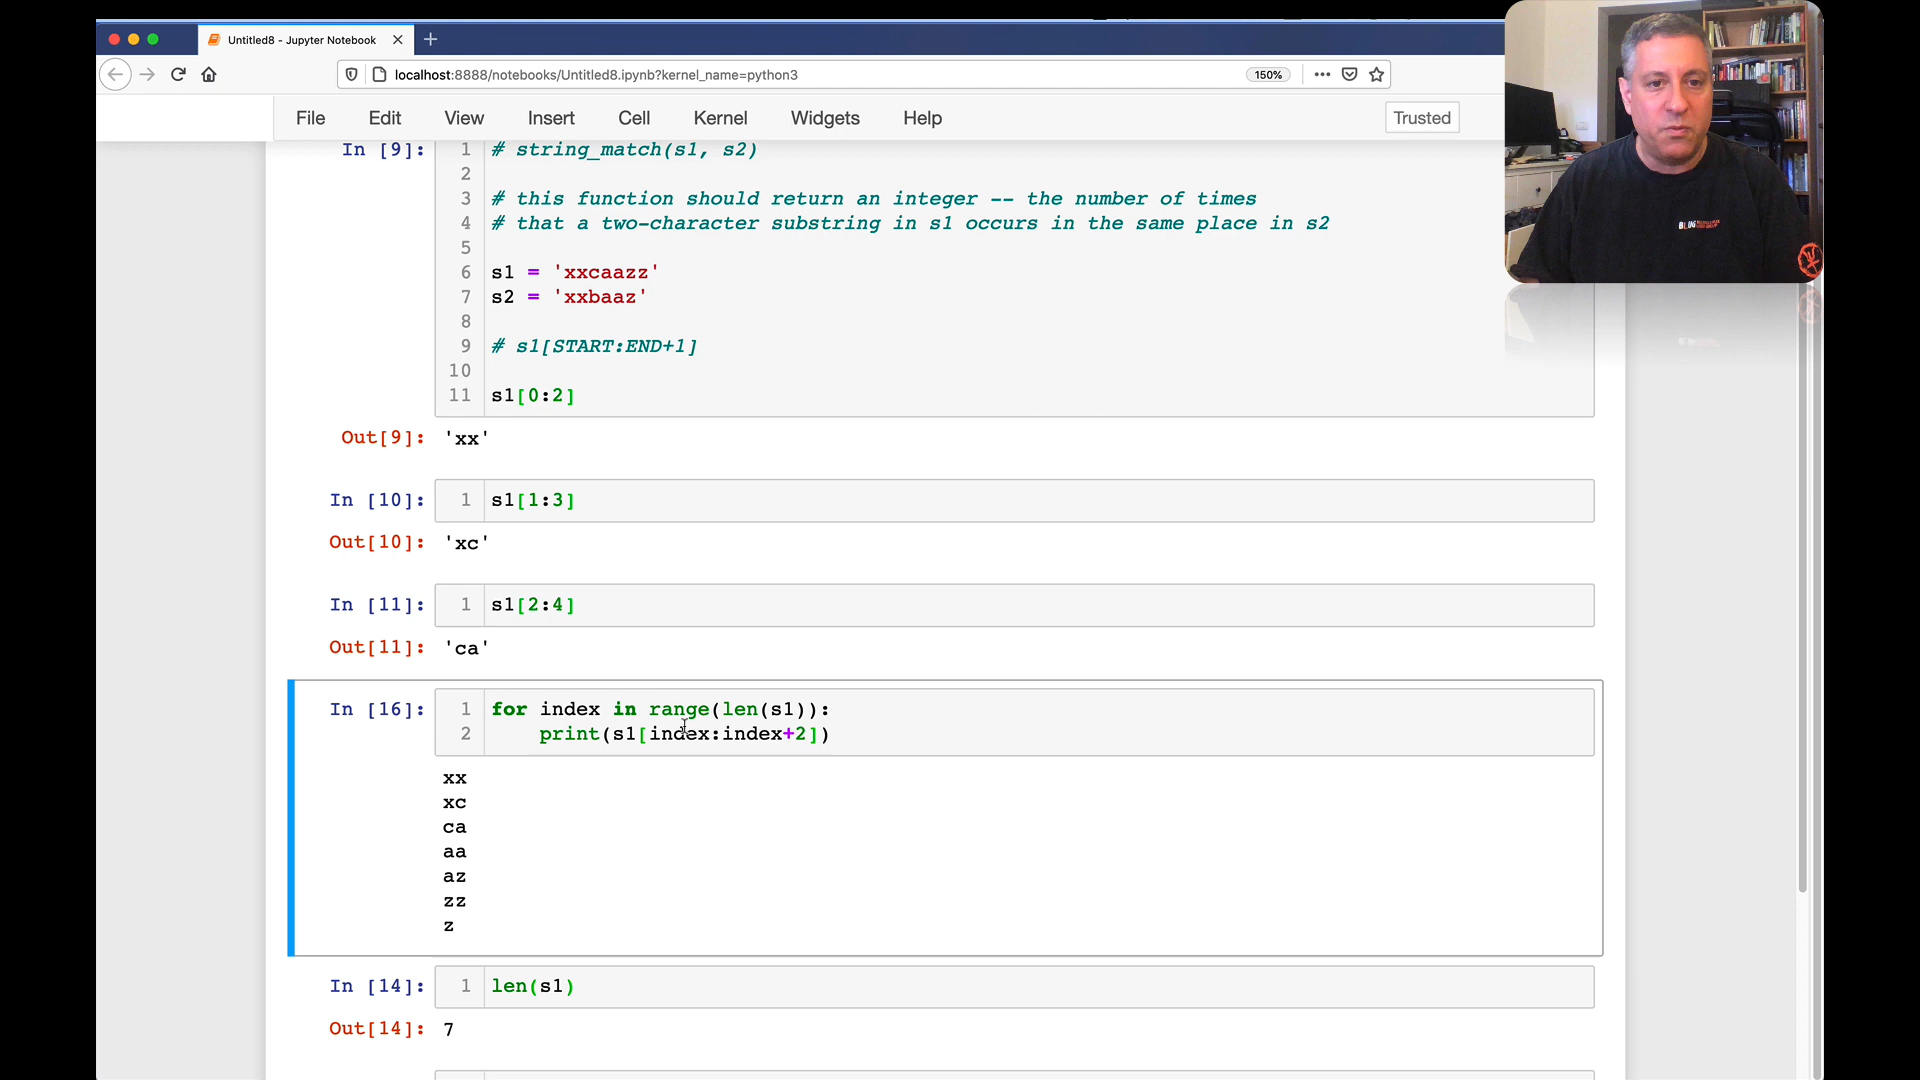 Untitled8 - Jupyter Notebook
localhost:8888/notebooks/Untitled8.ipynb?kernel_name=python3
150%
File Edit View Insert Cell Kernel Widgets Help
Trusted
In [9]:
1 # string_match(s1, s2)
2
3 # this function should return an integer -- the number of times
4 # that a two-character substring in s1 occurs in the same place in s2
5
6 s1 = 'xxcaazz'
7 s2 = 'xxbaaz'
8
9 # s1[START:END+1]
10
11 s1[0:2]
Out[9]: 'xx'
In [10]: 1 s1[1:3]
Out[10]: 'xc'
In [11]: 1 s1[2:4]
Out[11]: 'ca'
In [16]: 1 for index in range(len(s1)):
2 print(s1[index:index+2])
xx
xc
ca
aa
az
zz
z
In [14]: 1 len(s1)
Out[14]: 7